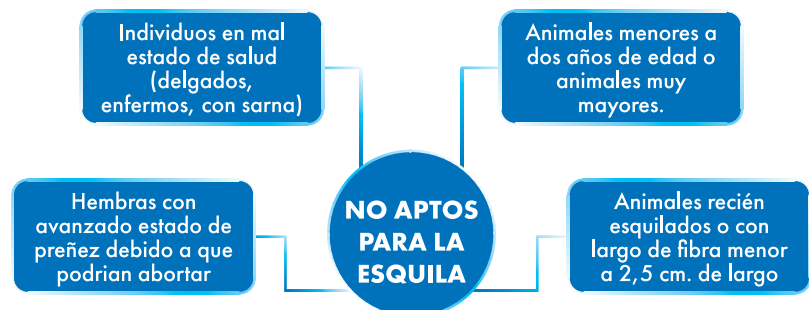 Individuos en mal
estado de salud
(delgados,
enfermos, con sarna)
Animales menores a
dos años de edad o
animales muy
mayores.
Hembras con
avanzado estado de
preñez debido a que
podrian abortar
NO APTOS
PARA LA
ESQUILA
Animales recién
esquilados o con
largo de fibra menor
a 2,5 cm. de largo